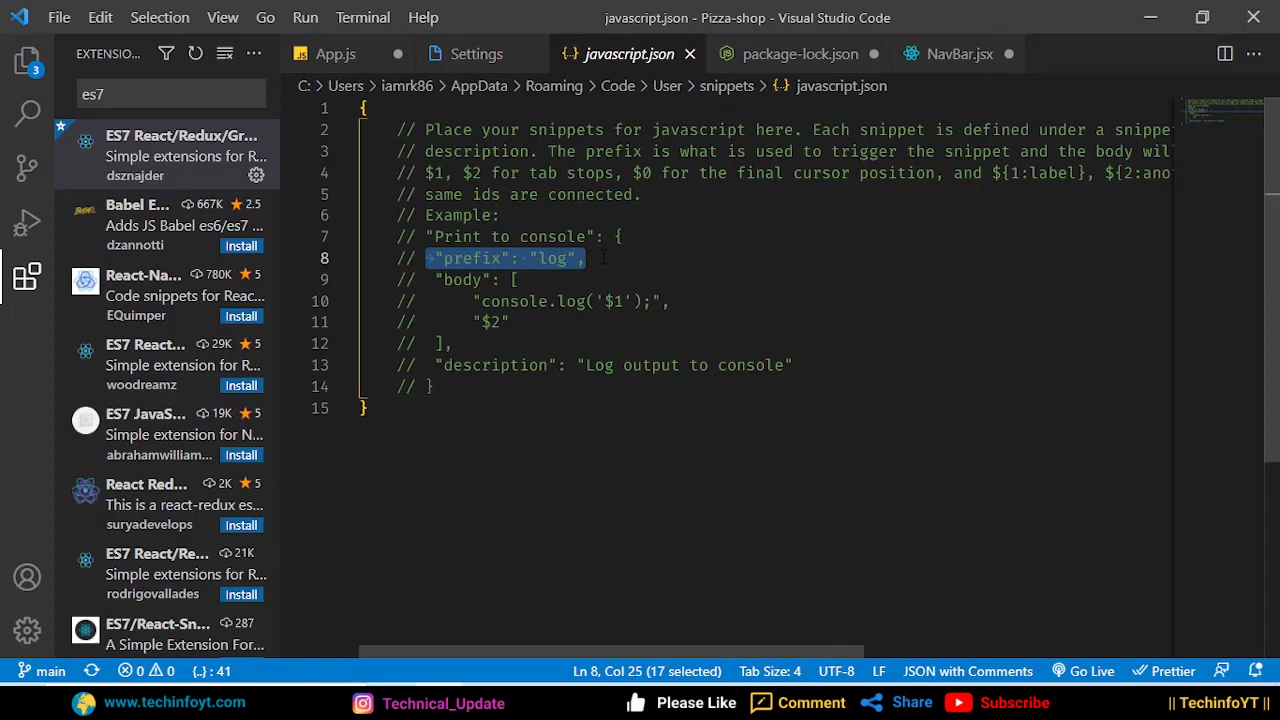 File Edit Selection View Go Run Terminal Help
javascript.json - Pizza-shop - Visual Studio Code
EXTENSIO...
App.js
Settings
javascript.json
package-lock.json
NavBar.jsx
C: > Users > iamrk86 > AppData > Roaming > Code > User > snippets > {··} javascript.json
3
es7
ES7 React/Redux/Gr...
Simple extensions for R...
dsznajder
Babel E... 667K 2.5
Adds JS Babel es6/es7 ...
dzannotti Install
React-Na... 780K 5
Code snippets for Reac...
EQuimper Install
ES7 React... 29K 5
Simple extension for R...
woodreamz Install
ES7 JavaS... 19K 5
Simple extension for N...
abrahamwilliam... Install
React Red... 2K 5
This is a react-redux es...
suryadevelops Install
ES7 React/Re... 21K
Simple extensions for R...
rodrigovallades Install
ES7/React-Sn... 287
A Simple Extension For...
1 {
2 // Place your snippets for javascript here. Each snippet is defined under a snippe
3 // description. The prefix is what is used to trigger the snippet and the body wil
4 // $1, $2 for tab stops, $0 for the final cursor position, and ${1:label}, ${2:ano
5 // same ids are connected.
6 // Example:
7 // "Print to console": {
8 // "prefix": "log",
9 // "body": [
10 // "console.log('$1');",
11 // "$2"
12 // ],
13 // "description": "Log output to console"
14 // }
15 }
main 0 0 {..} : 41
Ln 8, Col 25 (17 selected) Tab Size: 4 UTF-8 LF JSON with Comments Go Live Prettier
www.techinfoyt.com Technical_Update Please Like Comment Share Subscribe || TechinfoYT ||